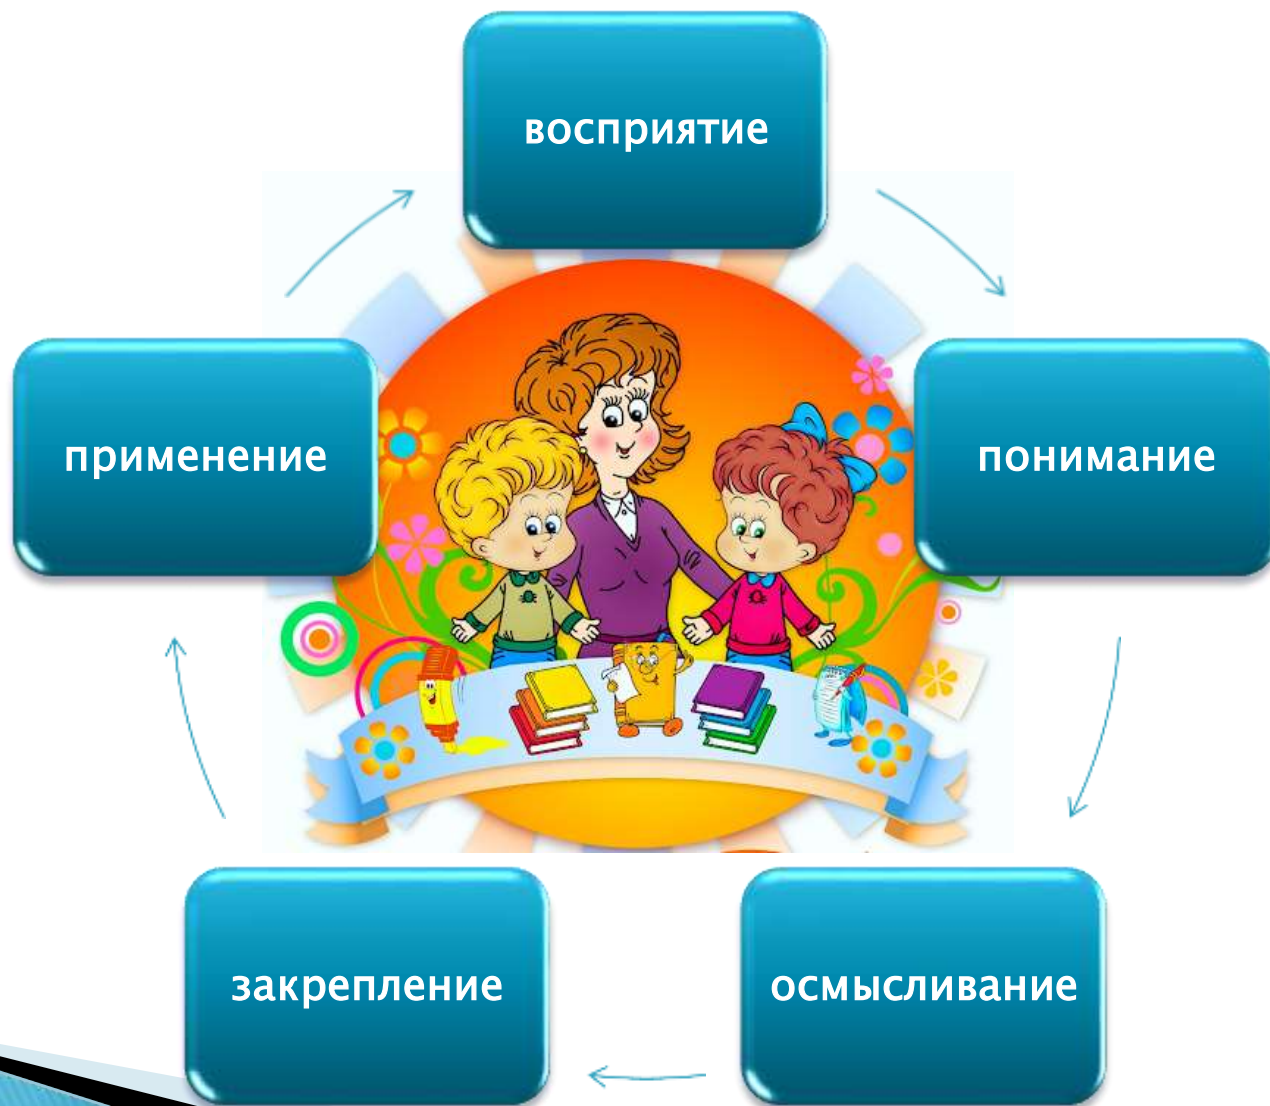 восприятие
понимание
осмысливание
закрепление
применение